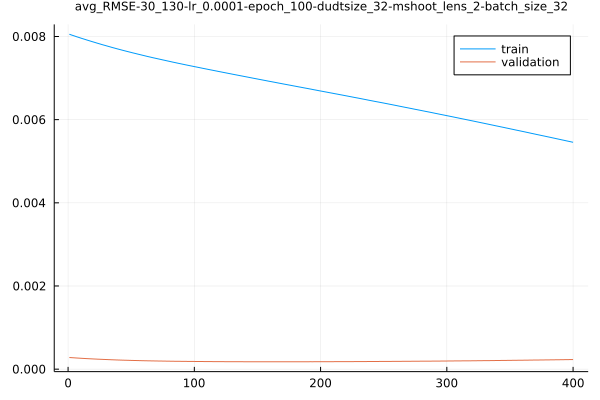 avg_RMSE-30_130-lr_0.0001-epoch_100-dudtsize_32-mshoot_lens_2-batch_size_32
0.008
train
validation
0.006
0.004
0.002
0.000
0 100 200 300 400